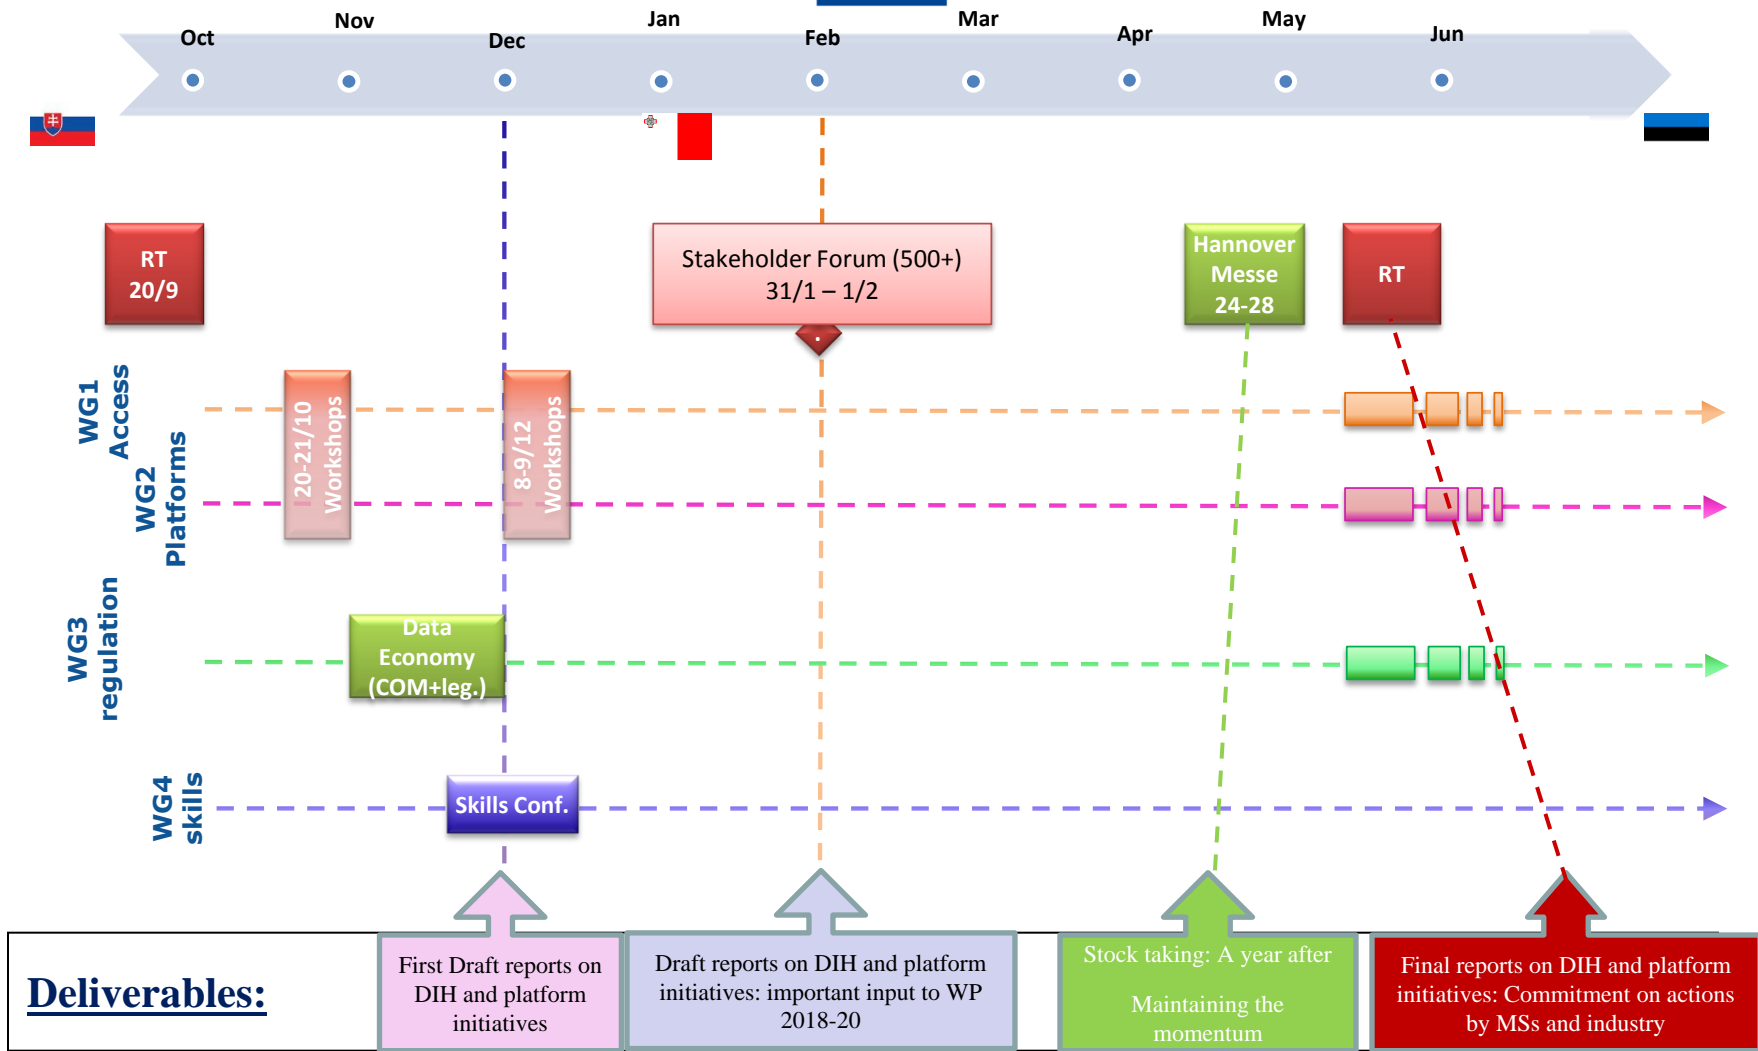 Oct
Nov
Dec
Jan
Feb
Mar
Apr
May
Jun
RT
20/9
Stakeholder Forum (500+)
31/1 – 1/2
Hannover
Messe
24-28
RT
WG1
Access
20-21/10
Workshops
8-9/12
Workshops
WG2
Platforms
WG3
regulation
Data
Economy
(COM+leg.)
WG4
skills
Skills Conf.
Deliverables:
First Draft reports on
DIH and platform
initiatives
Draft reports on DIH and platform
initiatives: important input to WP
2018-20
Stock taking: A year after
Maintaining the
momentum
Final reports on DIH and platform
initiatives: Commitment on actions
by MSs and industry